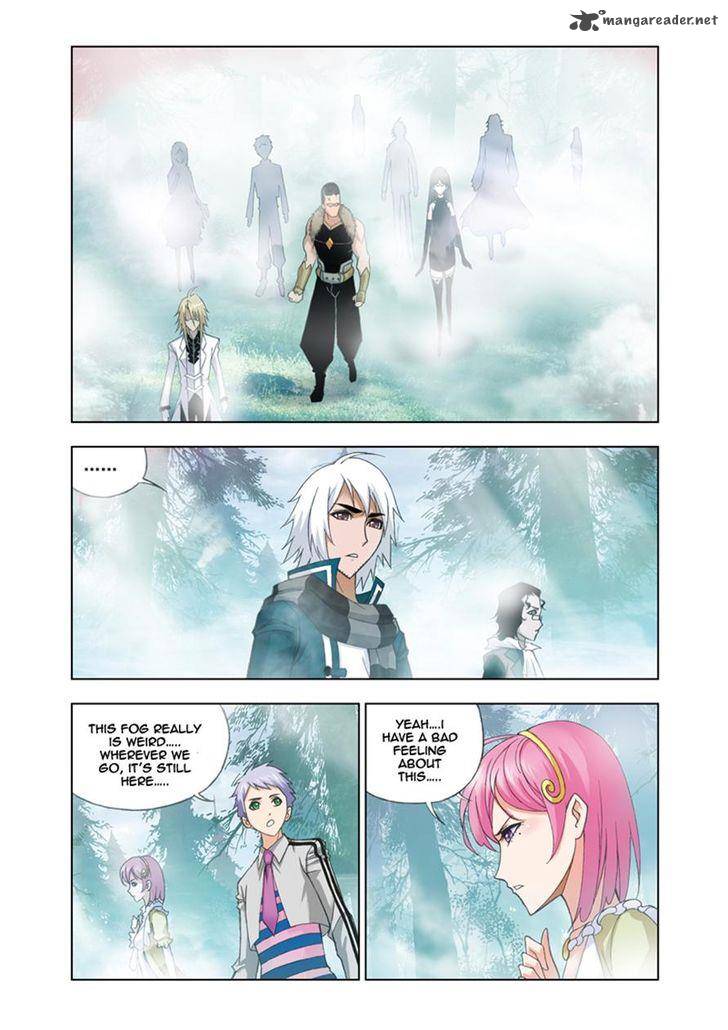 mangareader.net
......
THIS FOG REALLY
IS WEIRD.....
WHEREVER WE
GO, IT'S STILL
HERE.....
YEAH....I
HAVE A BAD
FEELING
ABOUT
THIS.....